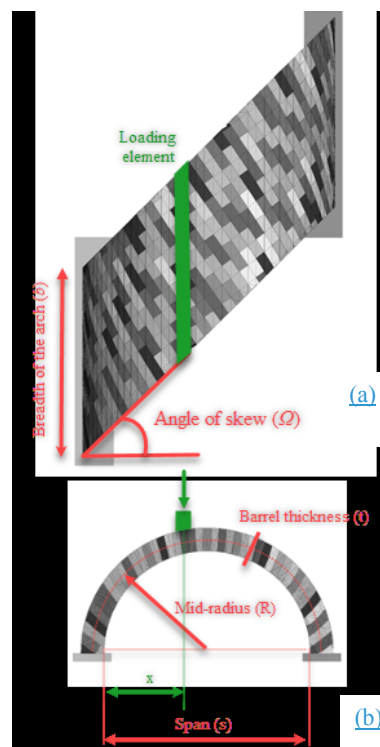 Loading
element
Breadth of the arch (b)
Angle of skew (Ω)
(a)
Barrel thickness (t)
Mid-radius (R)
x
Span (s)
(b)